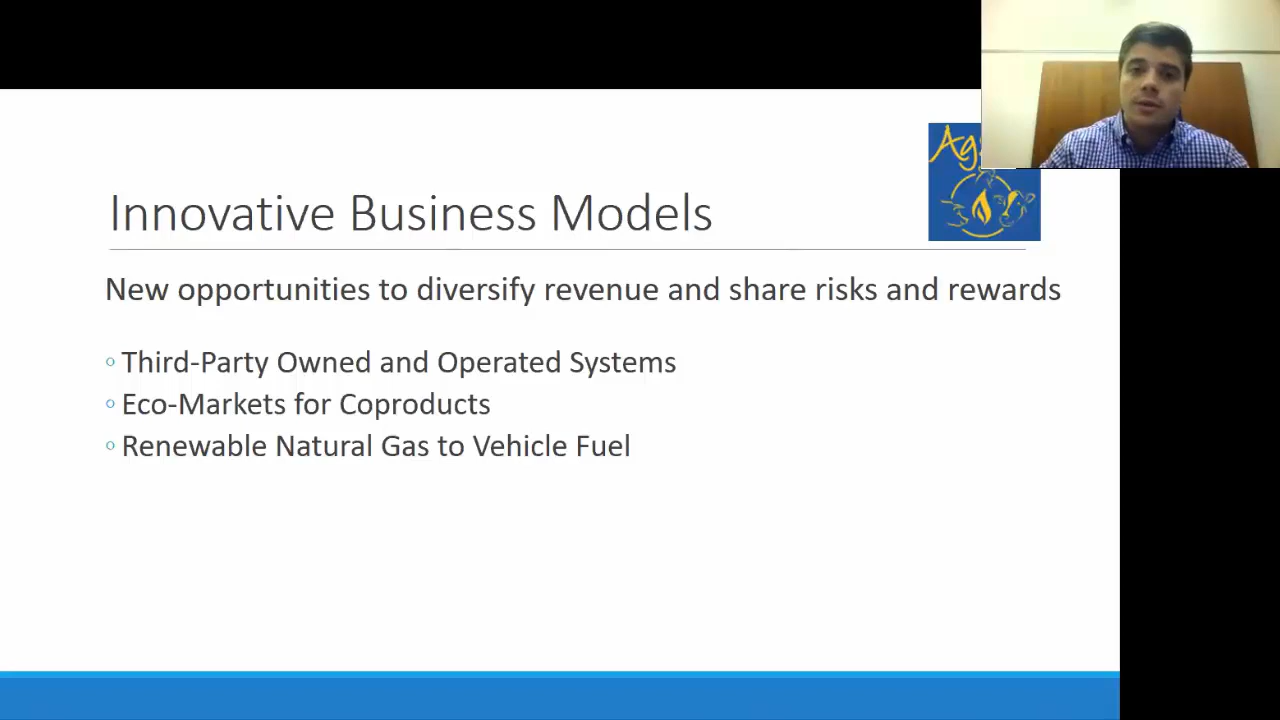 Innovative Business Models
New opportunities to diversify revenue and share risks and rewards
Third-Party Owned and Operated Systems
Eco-Markets for Coproducts
Renewable Natural Gas to Vehicle Fuel